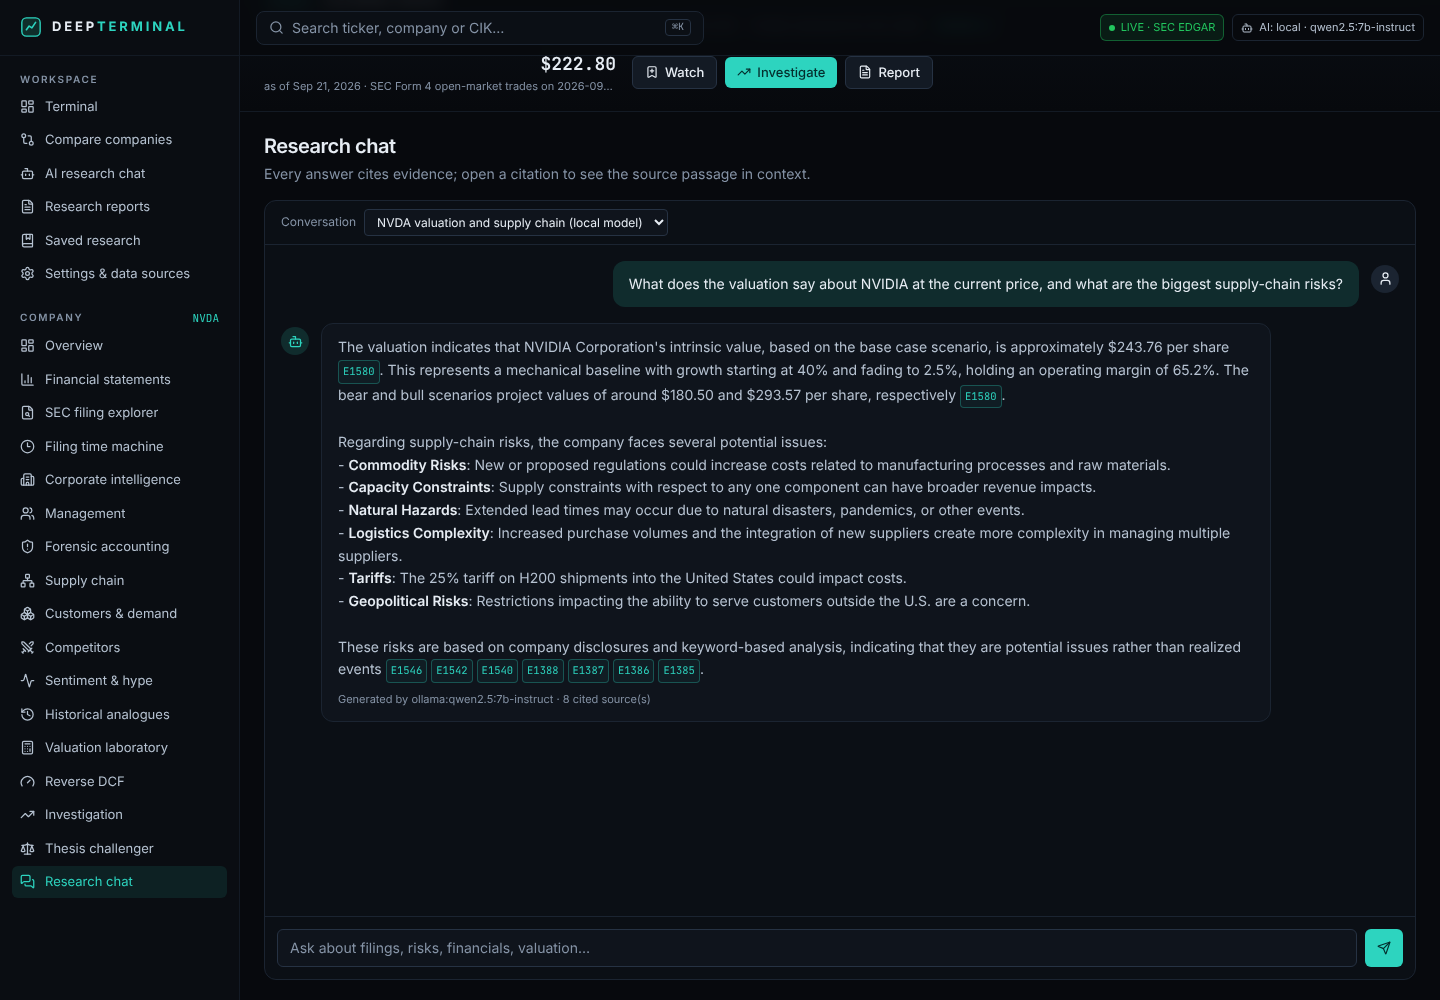 DEEPTERMINAL
Search ticker, company or CIK...
⌘K
LIVE · SEC EDGAR
AI: local · qwen2.5:7b-instruct
WORKSPACE
Terminal
Compare companies
AI research chat
Research reports
Saved research
Settings & data sources
COMPANY NVDA
Overview
Financial statements
SEC filing explorer
Filing time machine
Corporate intelligence
Management
Forensic accounting
Supply chain
Customers & demand
Competitors
Sentiment & hype
Historical analogues
Valuation laboratory
Reverse DCF
Investigation
Thesis challenger
Research chat
$222.80
as of Sep 21, 2026 · SEC Form 4 open-market trades on 2026-09...
Watch
Investigate
Report
Research chat
Every answer cites evidence; open a citation to see the source passage in context.
Conversation NVDA valuation and supply chain (local model)
What does the valuation say about NVIDIA at the current price, and what are the biggest supply-chain risks?
The valuation indicates that NVIDIA Corporation's intrinsic value, based on the base case scenario, is approximately $243.76 per share
E1580. This represents a mechanical baseline with growth starting at 40% and fading to 2.5%, holding an operating margin of 65.2%. The
bear and bull scenarios project values of around $180.50 and $293.57 per share, respectively E1580.
Regarding supply-chain risks, the company faces several potential issues:
- Commodity Risks: New or proposed regulations could increase costs related to manufacturing processes and raw materials.
- Capacity Constraints: Supply constraints with respect to any one component can have broader revenue impacts.
- Natural Hazards: Extended lead times may occur due to natural disasters, pandemics, or other events.
- Logistics Complexity: Increased purchase volumes and the integration of new suppliers create more complexity in managing multiple
suppliers.
- Tariffs: The 25% tariff on H200 shipments into the United States could impact costs.
- Geopolitical Risks: Restrictions impacting the ability to serve customers outside the U.S. are a concern.
These risks are based on company disclosures and keyword-based analysis, indicating that they are potential issues rather than realized
events E1546 E1542 E1540 E1388 E1387 E1386 E1385.
Generated by ollama:qwen2.5:7b-instruct · 8 cited source(s)
Ask about filings, risks, financials, valuation...